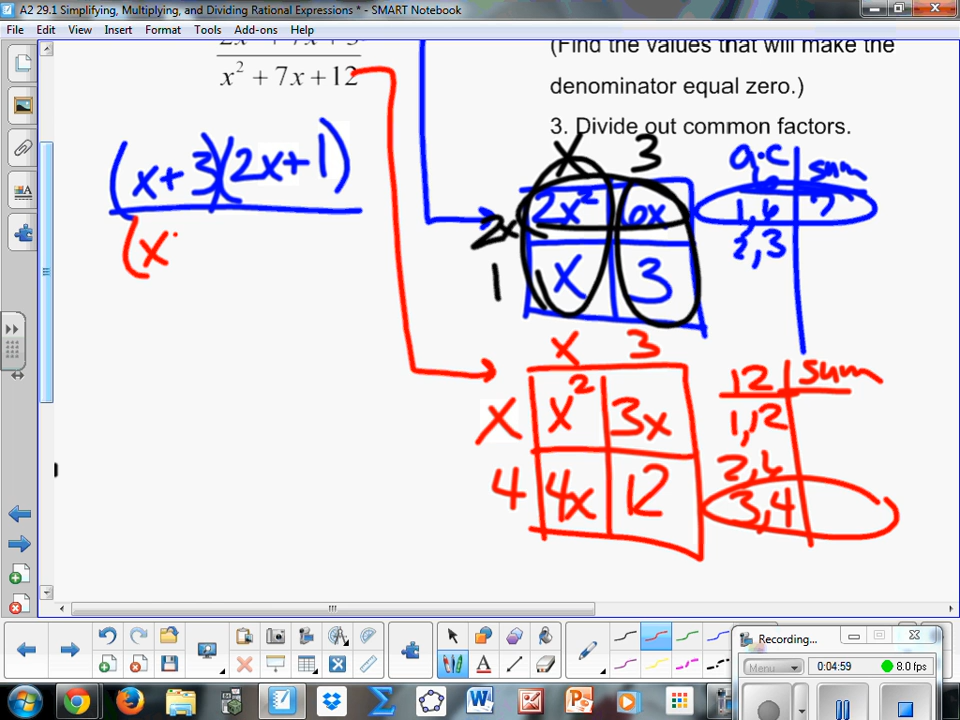 A2 29.1 Simplifying, Multiplying, and Dividing Rational Expressions * - SMART Notebook
File Edit View Insert Format Tools Add-ons Help
(Find the values that will make the
x² + 7x + 12
denominator equal zero.)
3. Divide out common factors.
(x+3)(2x+1)
(x
x 3
2x 2x² 6x
1 x 3
a·c sum
1,6 7
2,3
x 3
x x² 3x
4 4x 12
12 sum
1,12
2,6
3,4
Recording...
Menu 0:04:59 8.0 fps